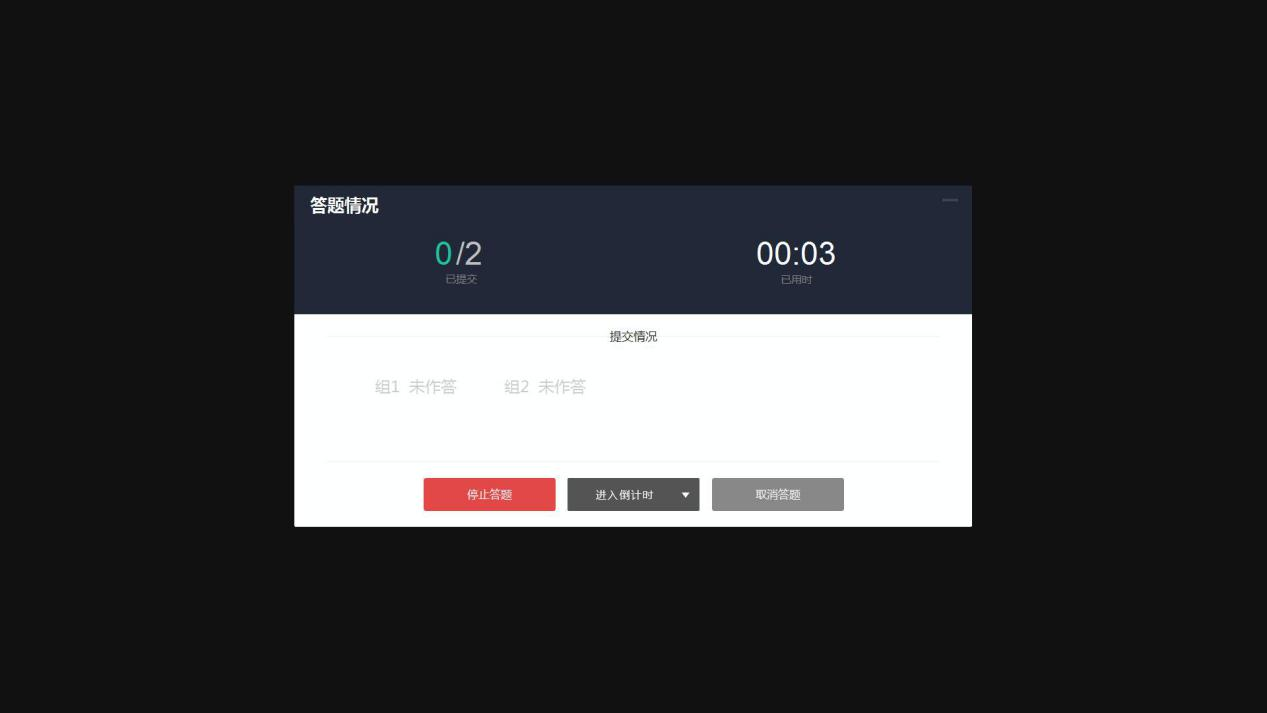 答题情况
0/2
00:03
已提交
已用时
提交情况
组1 未作答 组2 未作答
停止答题 进入倒计时 取消答题